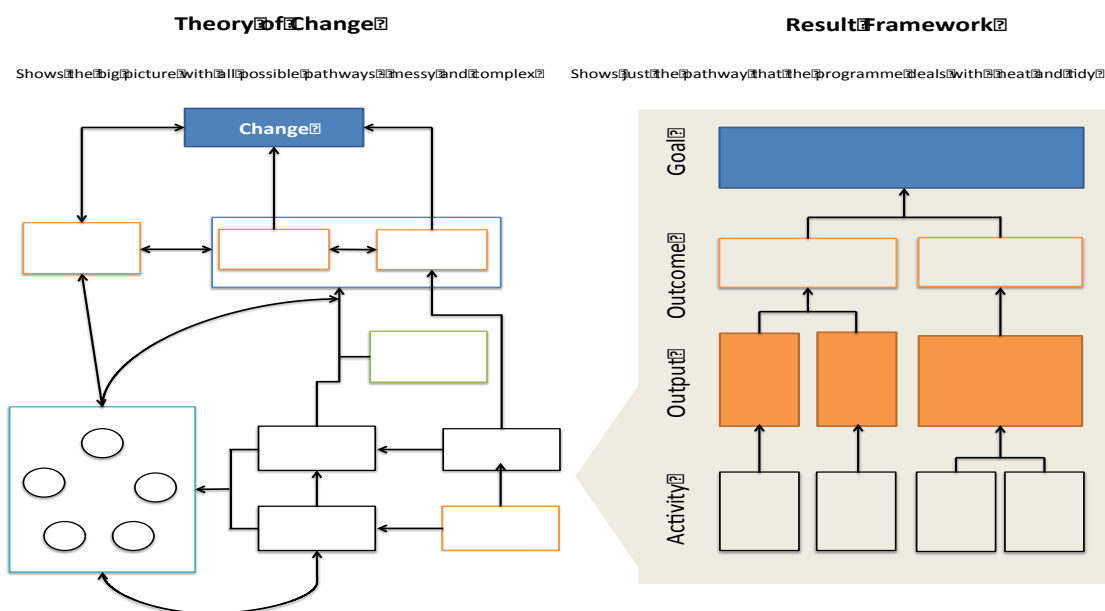 Theory of Change
Shows the big picture with all possible pathways – messy and complex
Change
Result Framework
Shows just the pathway that the programme deals with – neat and tidy
Goal
Outcome
Output
Activity